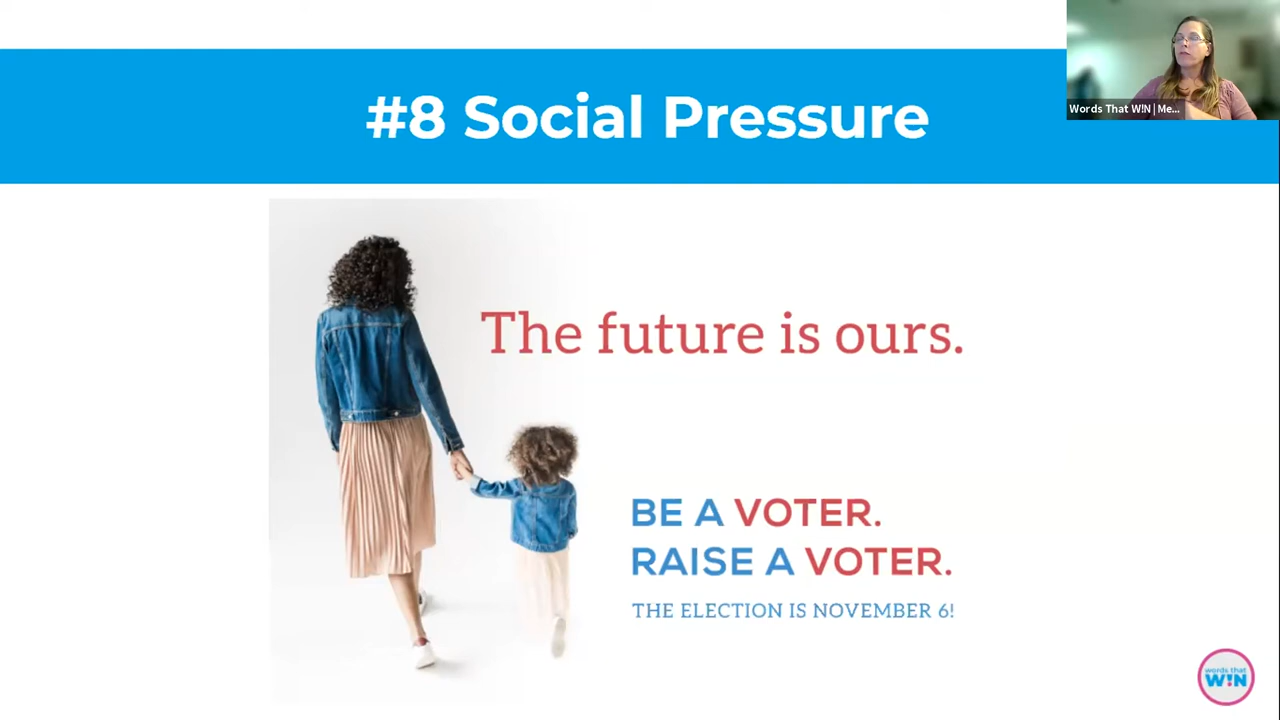 #8 Social Pressure
Words That WIN | Me...
The future is ours.
BE A VOTER.
RAISE A VOTER.
THE ELECTION IS NOVEMBER 6!
words that
W!N